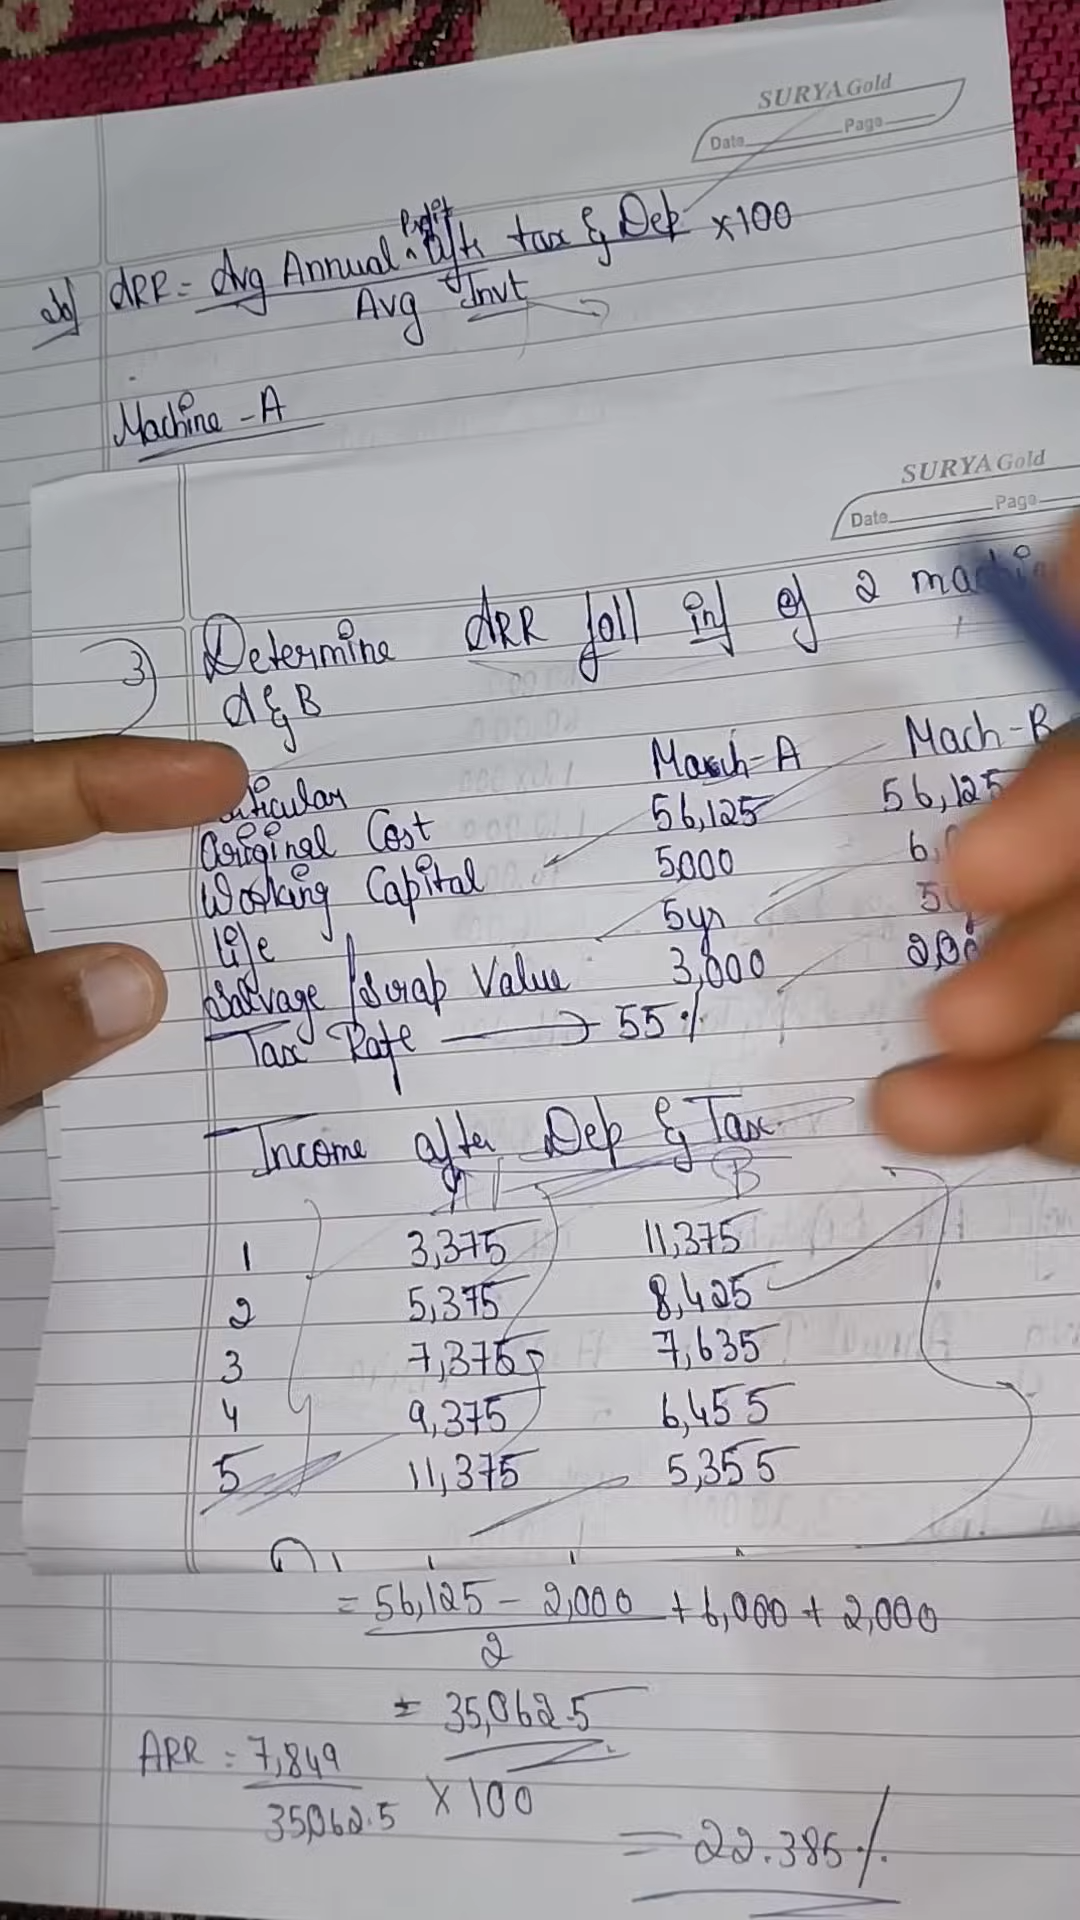 SURYA Gold
Date Page
ARR = Avg Annual Profit after tax & Dep ×100
Avg Invt
Machine - A
SURYA Gold
Date Page
3) Determine ARR foll inf of 2
A & B
Mach-A Mach-B
Original Cost 56,125 56,125
Working Capital 5000
Life 5yr
Salvage/Scrap Value 3,000
Tax Rate → 55%
Income after Dep & Tax
A B
1 3,375 11,375
2 5,375 8,425
3 7,375 7,635
4 9,375 6,455
5 11,375 5,355
= 56,125 - 2,000 + 6,000 + 2,000
2
= 35,062.5
ARR = 7,849 × 100
35,062.5
= 22.385%